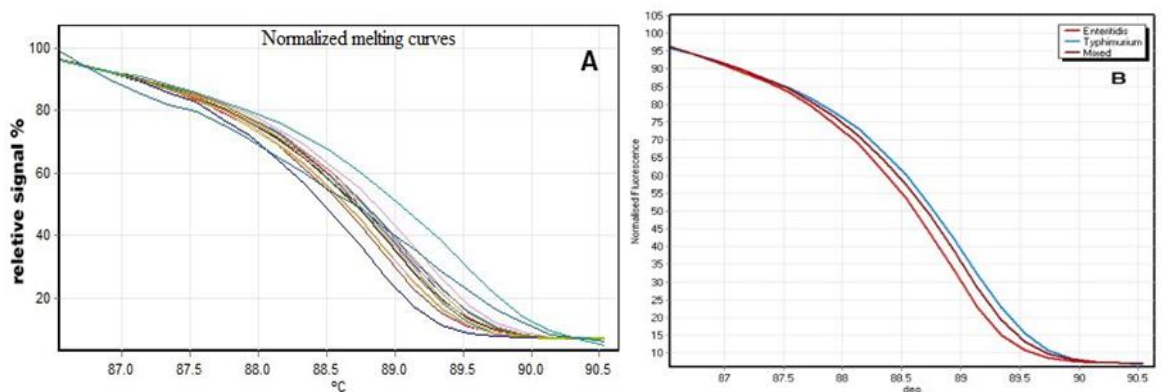 Normalized melting curves
A
reletive signal %
100
80
60
40
20
87.0 87.5 88.0 88.5 89.0 89.5 90.0 90.5
°C
Enteritidis
Typhimurium
Mixed
B
Normalised Fluorescence
105
100
95
90
85
80
75
70
65
60
55
50
45
40
35
30
25
20
15
10
87 87.5 88 88.5 89 89.5 90 90.5
deg.